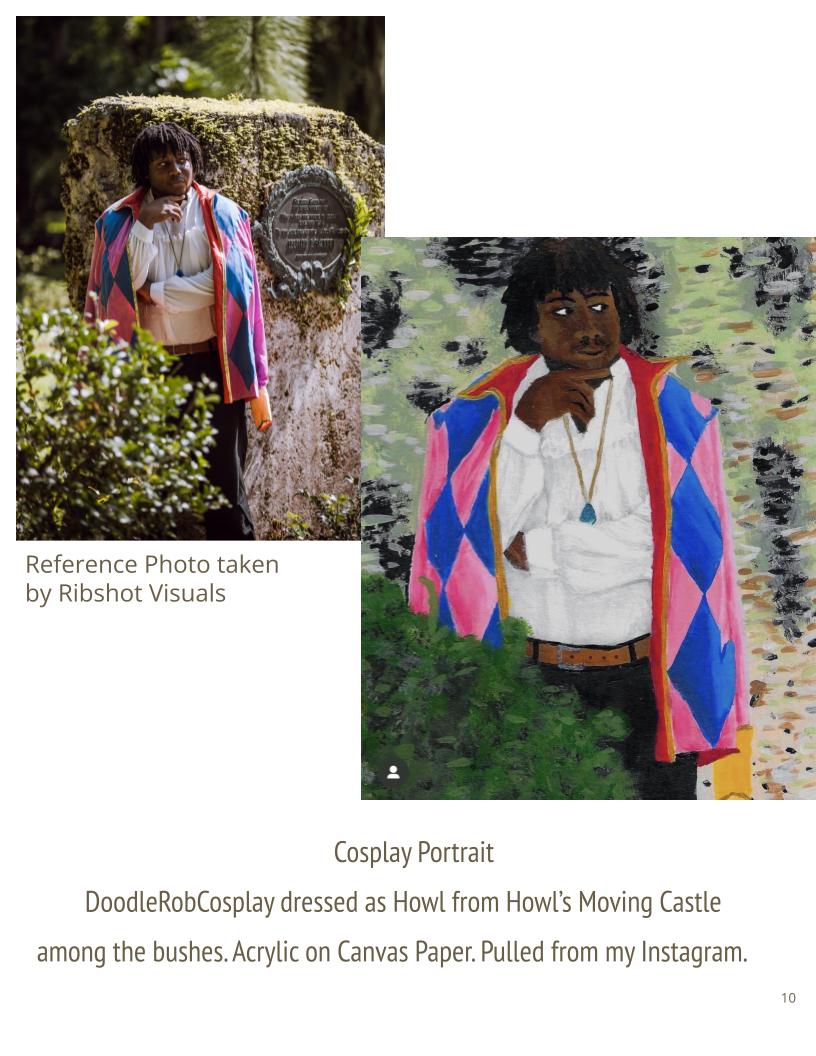 Reference Photo taken
by Ribshot Visuals
Cosplay Portrait
DoodleRobCosplay dressed as Howl from Howl’s Moving Castle
among the bushes. Acrylic on Canvas Paper. Pulled from my Instagram.
10